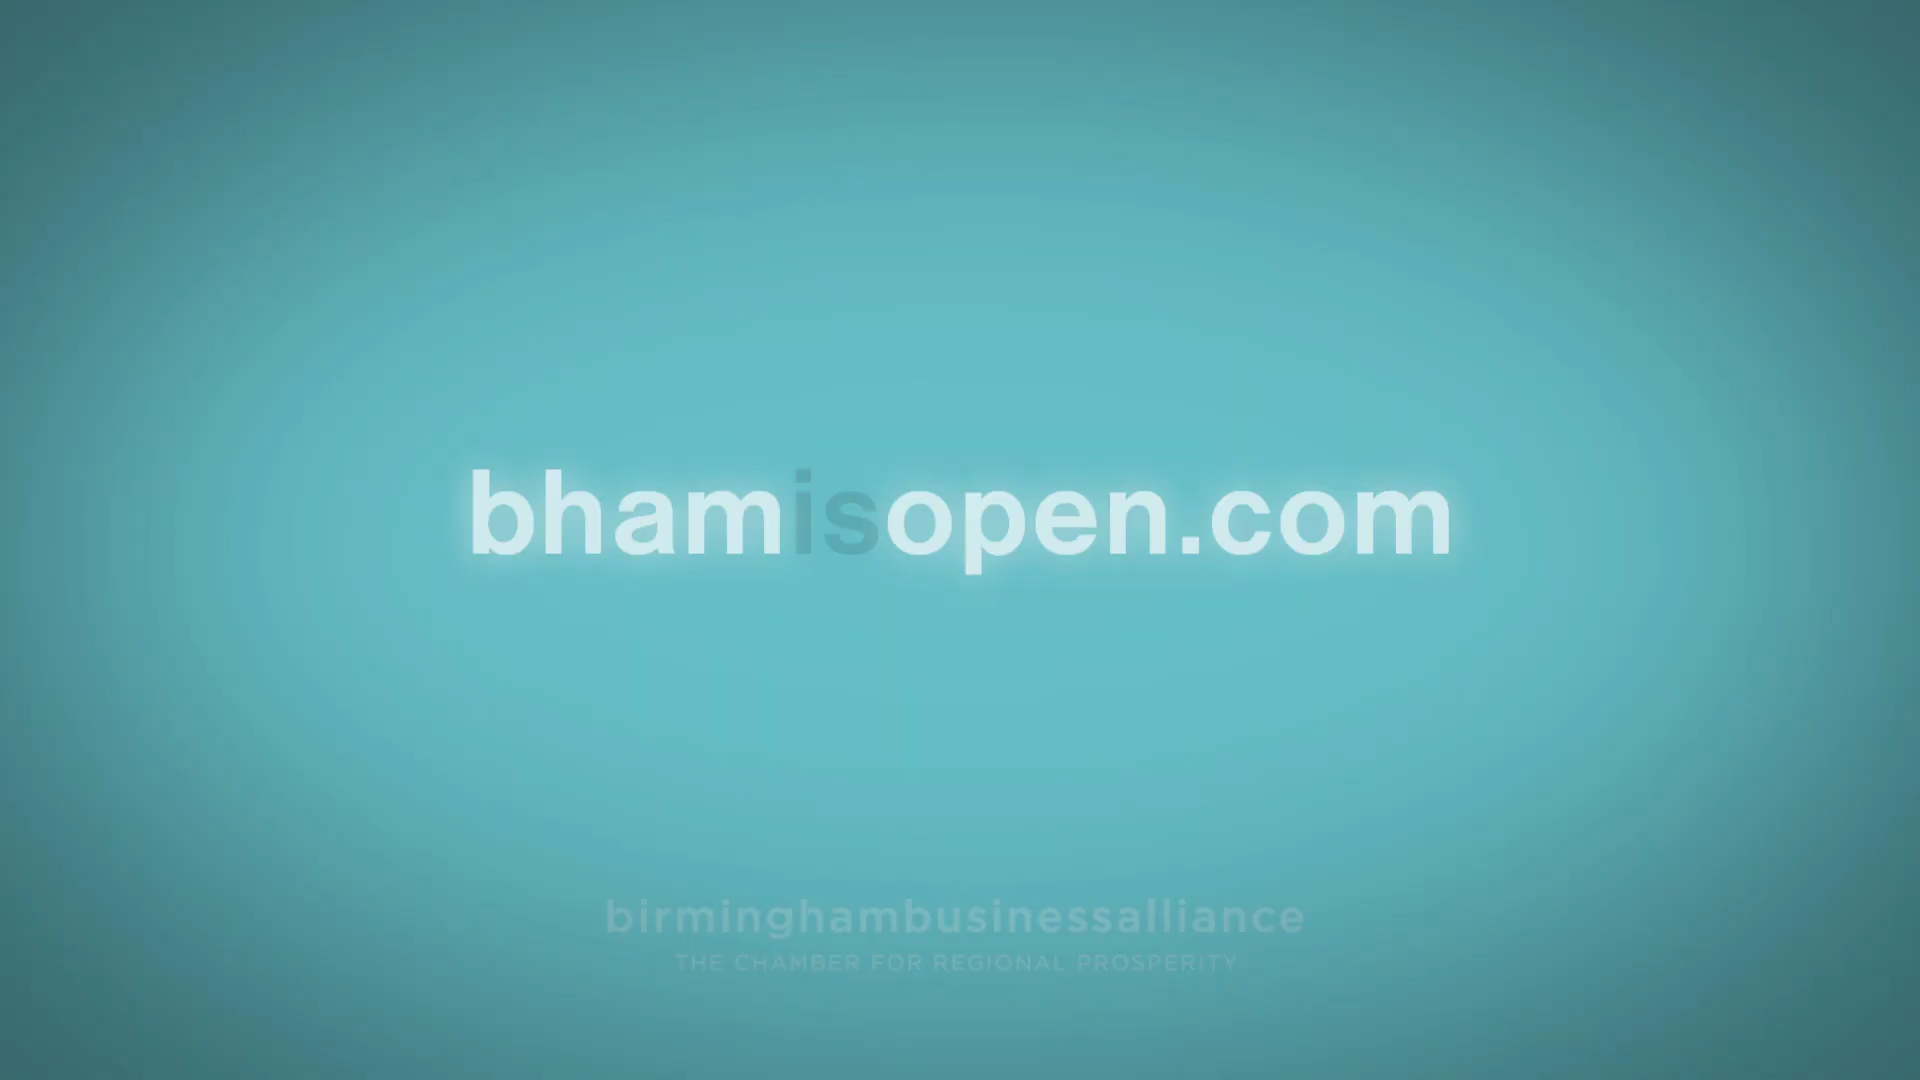 bhamisopen.com
birminghambusinessalliance
THE CHAMBER FOR REGIONAL PROSPERITY